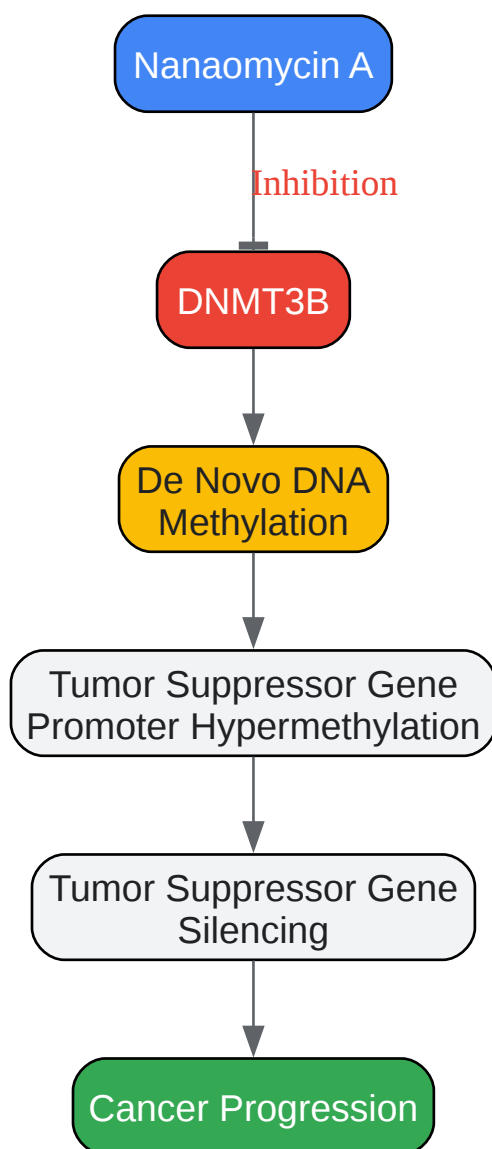 Nanaomycin A
Inhibition
DNMT3B
De Novo DNA
Methylation
Tumor Suppressor Gene
Promoter Hypermethylation
Tumor Suppressor Gene
Silencing
Cancer Progression